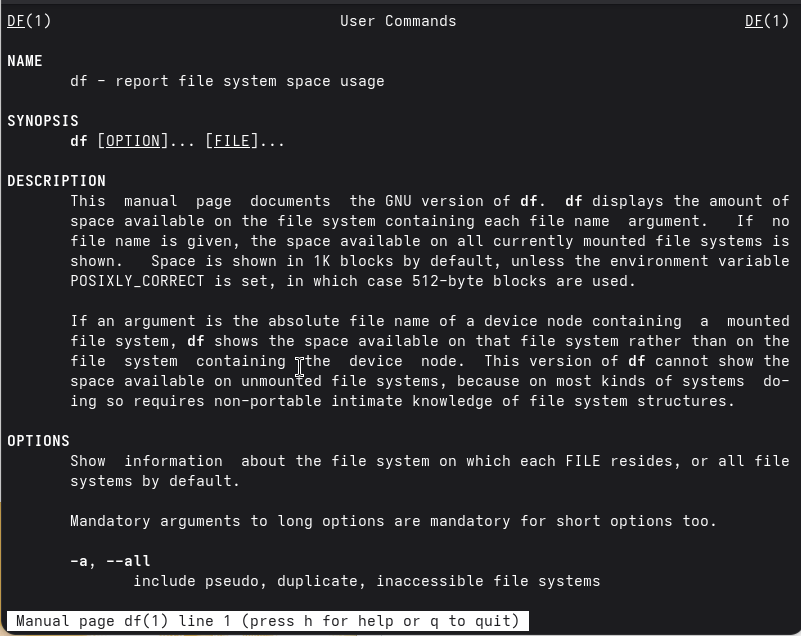 DF(1) User Commands DF(1)
NAME
df - report file system space usage
SYNOPSIS
df [OPTION]... [FILE]...
DESCRIPTION
This manual page documents the GNU version of df. df displays the amount of
space available on the file system containing each file name argument. If no
file name is given, the space available on all currently mounted file systems is
shown. Space is shown in 1K blocks by default, unless the environment variable
POSIXLY_CORRECT is set, in which case 512-byte blocks are used.
If an argument is the absolute file name of a device node containing a mounted
file system, df shows the space available on that file system rather than on the
file system containing the device node. This version of df cannot show the
space available on unmounted file systems, because on most kinds of systems do-
ing so requires non-portable intimate knowledge of file system structures.
OPTIONS
Show information about the file system on which each FILE resides, or all file
systems by default.
Mandatory arguments to long options are mandatory for short options too.
-a, --all
include pseudo, duplicate, inaccessible file systems
Manual page df(1) line 1 (press h for help or q to quit)